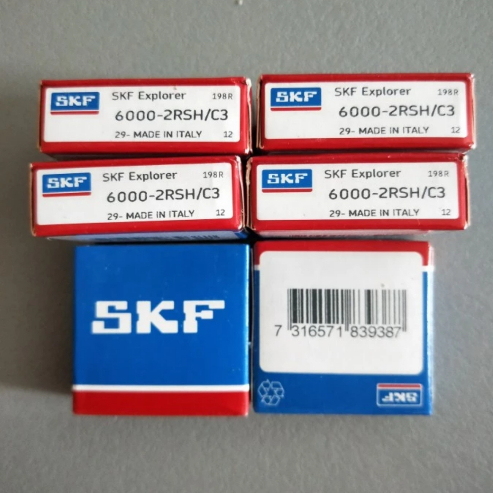 SKF
SKF Explorer 198R
6000-2RSH/C3
29- MADE IN ITALY 12
SKF
SKF Explorer 198R
6000-2RSH/C3
29- MADE IN ITALY 12
SKF
SKF Explorer 198R
6000-2RSH/C3
29- MADE IN ITALY 12
SKF
SKF Explorer 198R
6000-2RSH/C3
29- MADE IN ITALY 12
SKF
7 316571 839387
SKF